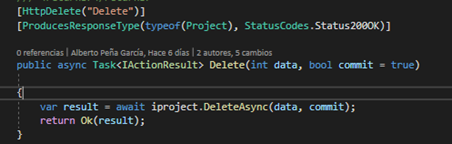 [HttpDelete("Delete")]
[ProducesResponseType(typeof(Project), StatusCodes.Status200OK)]
0 referencias | Alberto Peña García, Hace 6 días | 2 autores, 5 cambios
public async Task<IActionResult> Delete(int data, bool commit = true)
{
var result = await iproject.DeleteAsync(data, commit);
return Ok(result);
}